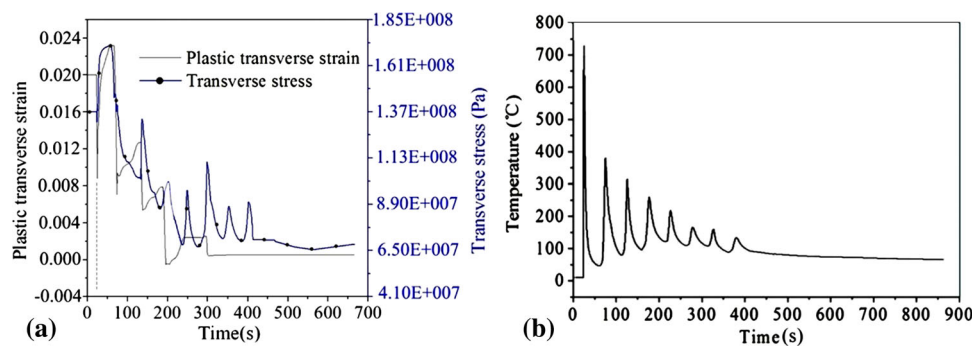 0.024
0.020
0.016
0.012
0.008
0.004
0.000
-0.004
Plastic transverse strain
Plastic transverse strain
Transverse stress
1.85E+008
1.61E+008
1.37E+008
1.13E+008
8.90E+007
6.50E+007
4.10E+007
Transverse stress (Pa)
0 100 200 300 400 500 600 700
Time(s)
(a)
800
700
600
500
400
300
200
100
0
Temperature (℃)
0 100 200 300 400 500 600 700 800 900
Time(s)
(b)